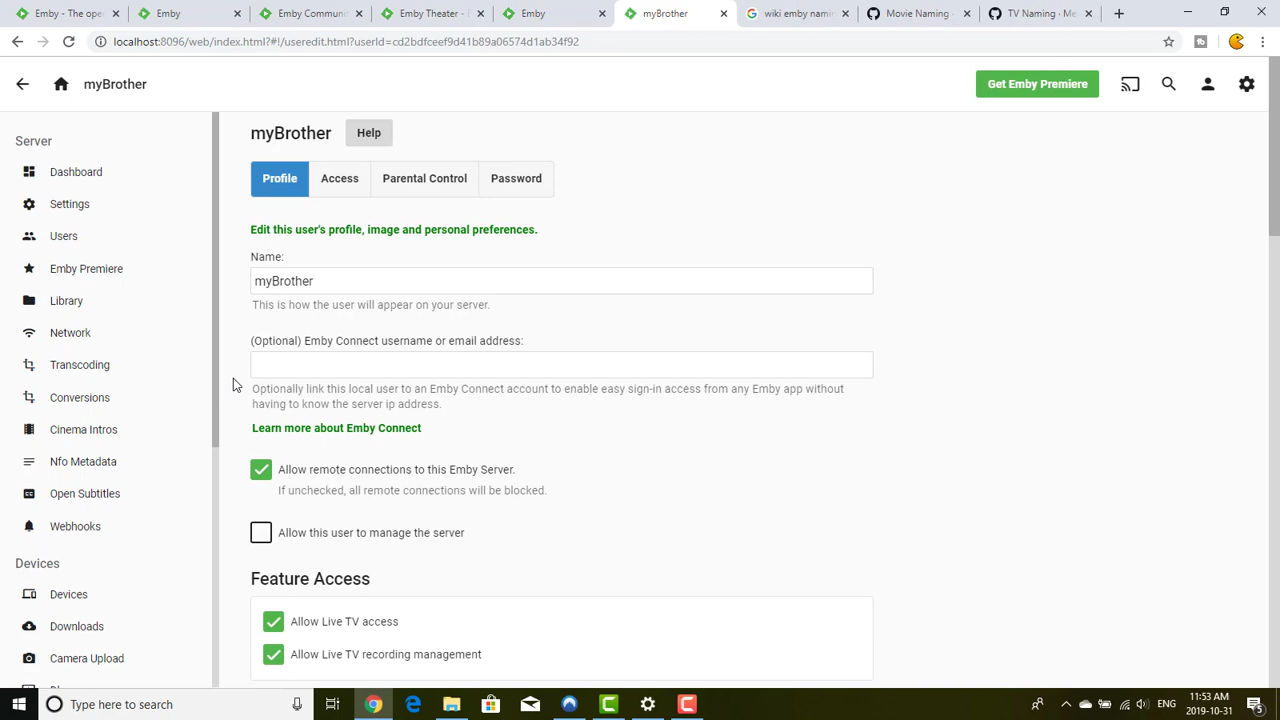 Emby - The ope
Emby
Emby Commun
Emby Theater -
Emby
myBrother
wiki emby namin
Movie Naming
TV Naming · Me
localhost:8096/web/index.html?#!/useredit.html?userId=cd2bdfceef9d41b89a06574d1ab34f92
myBrother
Get Emby Premiere
Server
Dashboard
Settings
Users
Emby Premiere
Library
Network
Transcoding
Conversions
Cinema Intros
Nfo Metadata
Open Subtitles
Webhooks
Devices
Devices
Downloads
Camera Upload
myBrother Help
Profile Access Parental Control Password
Edit this user's profile, image and personal preferences.
Name:
myBrother
This is how the user will appear on your server.
(Optional) Emby Connect username or email address:
Optionally link this local user to an Emby Connect account to enable easy sign-in access from any Emby app without
having to know the server ip address.
Learn more about Emby Connect
Allow remote connections to this Emby Server.
If unchecked, all remote connections will be blocked.
Allow this user to manage the server
Feature Access
Allow Live TV access
Allow Live TV recording management
Type here to search
ENG
11:53 AM
2019-10-31
5